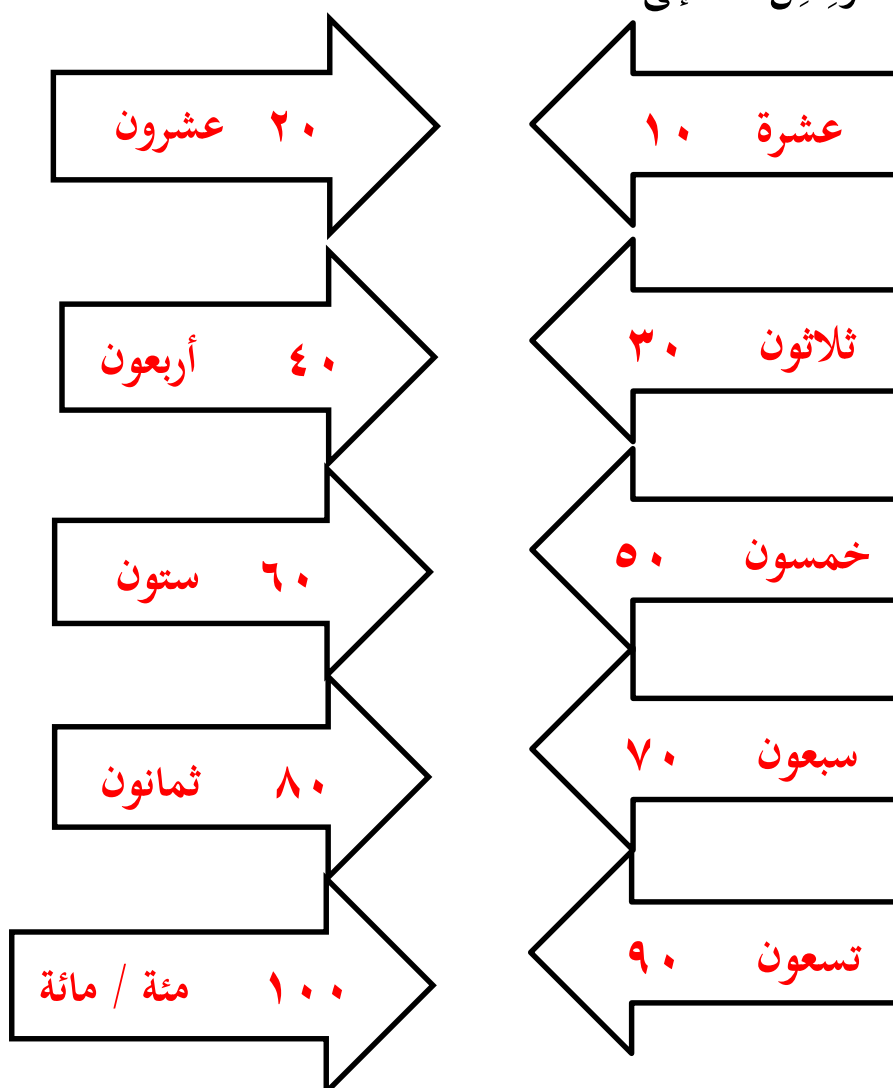 عشرة ١٠
٢٠ عشرون
ثلاثون ٣٠
٤٠ أربعون
خمسون ٥٠
٦٠ ستون
سبعون ٧٠
٨٠ ثمانون
تسعون ٩٠
١٠٠ مئة / مائة